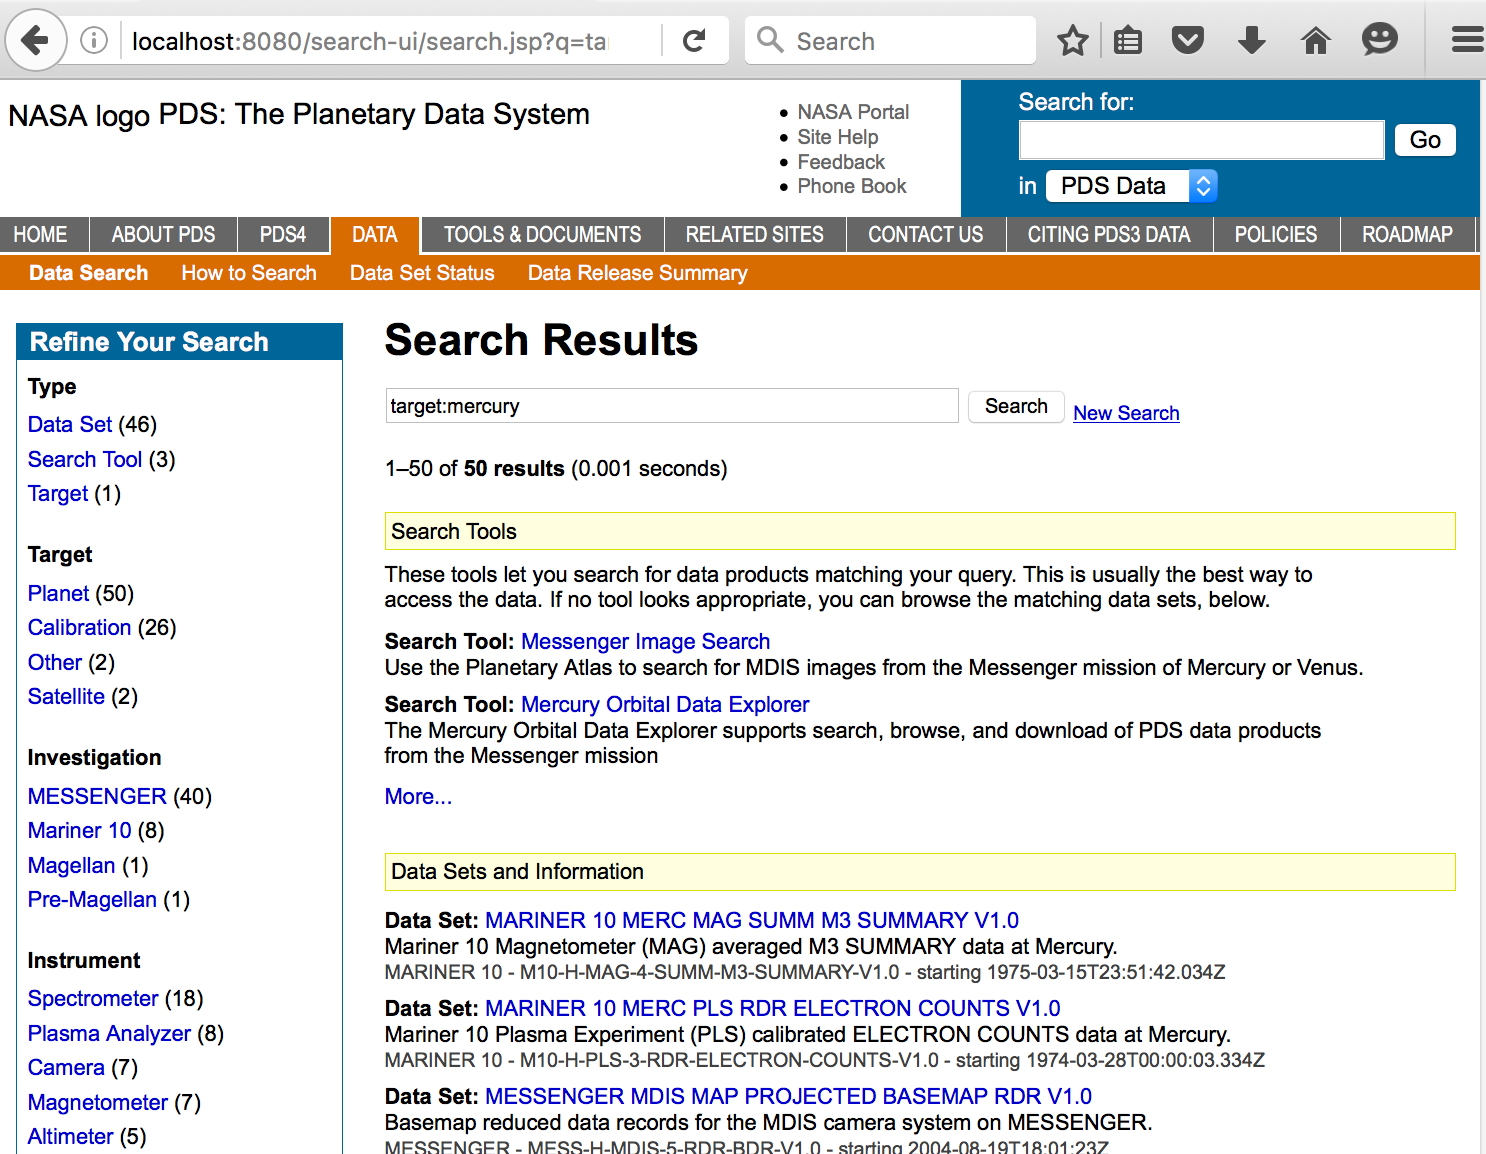 localhost:8080/search-ui/search.jsp?q=ta
Search
NASA logo PDS: The Planetary Data System
NASA Portal
Site Help
Feedback
Phone Book
Search for:
Go
in PDS Data
HOME ABOUT PDS PDS4 DATA TOOLS & DOCUMENTS RELATED SITES CONTACT US CITING PDS3 DATA POLICIES ROADMAP
Data Search How to Search Data Set Status Data Release Summary
Refine Your Search
Type
Data Set (46)
Search Tool (3)
Target (1)
Target
Planet (50)
Calibration (26)
Other (2)
Satellite (2)
Investigation
MESSENGER (40)
Mariner 10 (8)
Magellan (1)
Pre-Magellan (1)
Instrument
Spectrometer (18)
Plasma Analyzer (8)
Camera (7)
Magnetometer (7)
Altimeter (5)
Search Results
target:mercury Search New Search
1–50 of 50 results (0.001 seconds)
Search Tools
These tools let you search for data products matching your query. This is usually the best way to
access the data. If no tool looks appropriate, you can browse the matching data sets, below.
Search Tool: Messenger Image Search
Use the Planetary Atlas to search for MDIS images from the Messenger mission of Mercury or Venus.
Search Tool: Mercury Orbital Data Explorer
The Mercury Orbital Data Explorer supports search, browse, and download of PDS data products
from the Messenger mission
More...
Data Sets and Information
Data Set: MARINER 10 MERC MAG SUMM M3 SUMMARY V1.0
Mariner 10 Magnetometer (MAG) averaged M3 SUMMARY data at Mercury.
MARINER 10 - M10-H-MAG-4-SUMM-M3-SUMMARY-V1.0 - starting 1975-03-15T23:51:42.034Z
Data Set: MARINER 10 MERC PLS RDR ELECTRON COUNTS V1.0
Mariner 10 Plasma Experiment (PLS) calibrated ELECTRON COUNTS data at Mercury.
MARINER 10 - M10-H-PLS-3-RDR-ELECTRON-COUNTS-V1.0 - starting 1974-03-28T00:00:03.334Z
Data Set: MESSENGER MDIS MAP PROJECTED BASEMAP RDR V1.0
Basemap reduced data records for the MDIS camera system on MESSENGER.
MESSENGER - MESS-H-MDIS-5-RDR-BDR-V1.0 - starting 2004-08-19T18:01:23Z